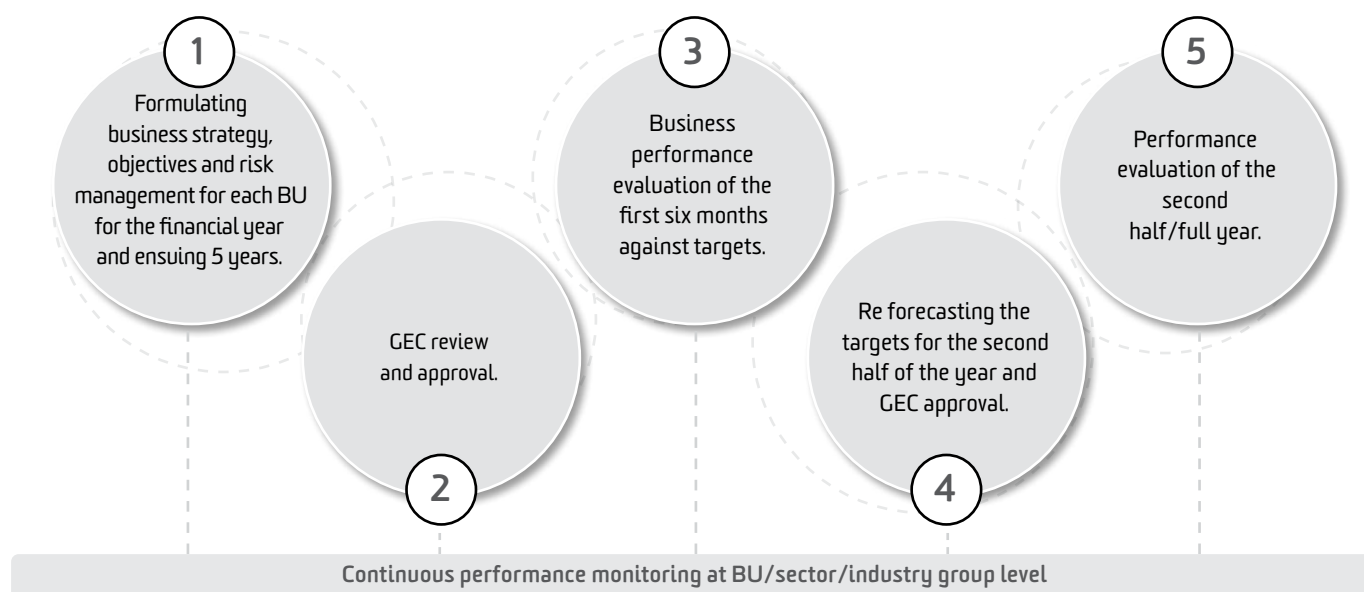 1
Formulating
business strategy,
objectives and risk
management for each BU
for the financial year
and ensuing 5 years.
2
GEC review
and approval.
3
Business
performance
evaluation of the
first six months
against targets.
4
Re forecasting the
targets for the second
half of the year and
GEC approval.
5
Performance
evaluation of the
second
half/full year.
Continuous performance monitoring at BU/sector/industry group level